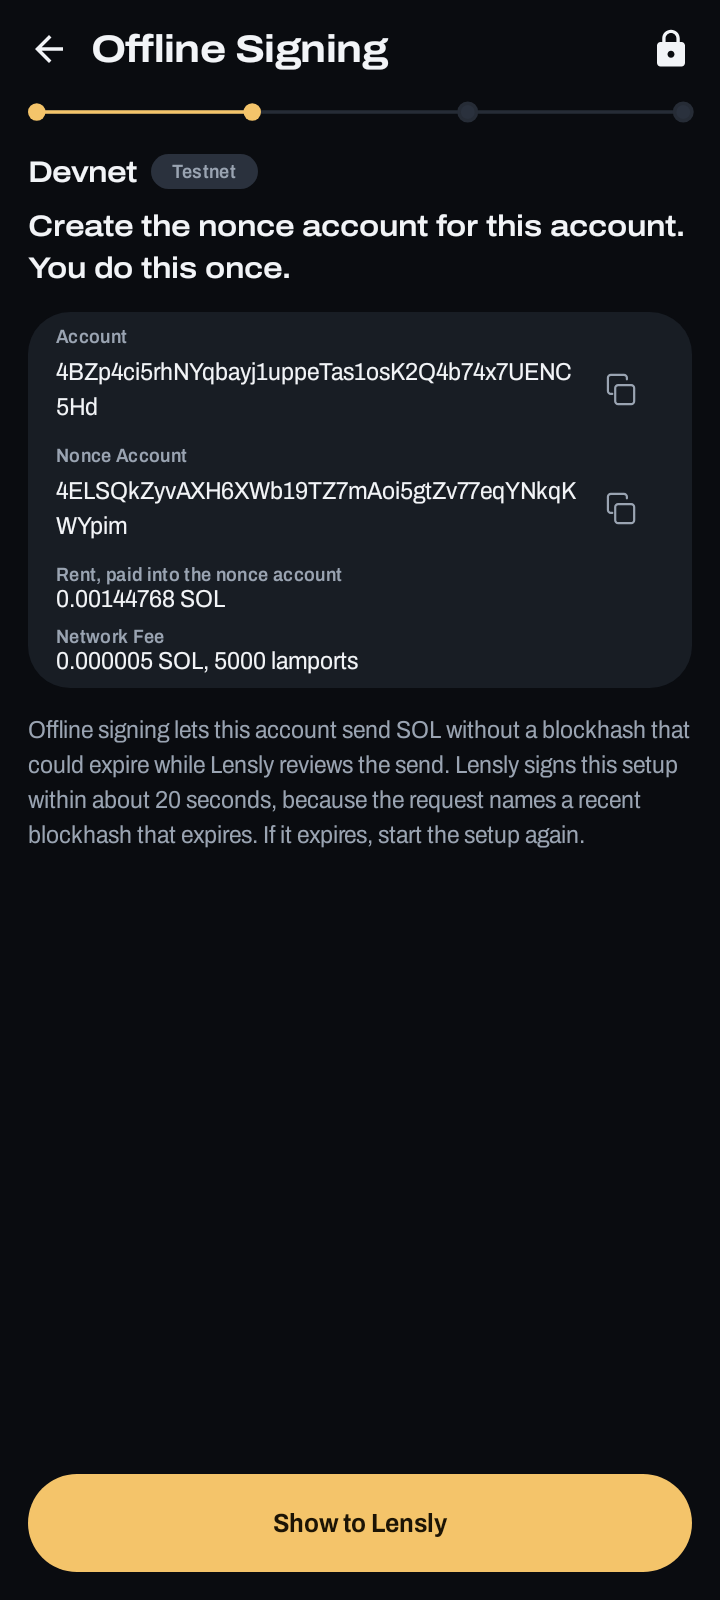 Offline Signing
Devnet
Testnet
Create the nonce account for this account.
You do this once.
Account
4BZp4ci5rhNYqbayj1uppeTas1osK2Q4b74x7UENC
5Hd
Nonce Account
4ELSQkZyvAXH6XWb19TZ7mAoi5gtZv77eqYNkqK
WYpim
Rent, paid into the nonce account
0.00144768 SOL
Network Fee
0.000005 SOL, 5000 lamports
Offline signing lets this account send SOL without a blockhash that
could expire while Lensly reviews the send. Lensly signs this setup
within about 20 seconds, because the request names a recent
blockhash that expires. If it expires, start the setup again.
Show to Lensly